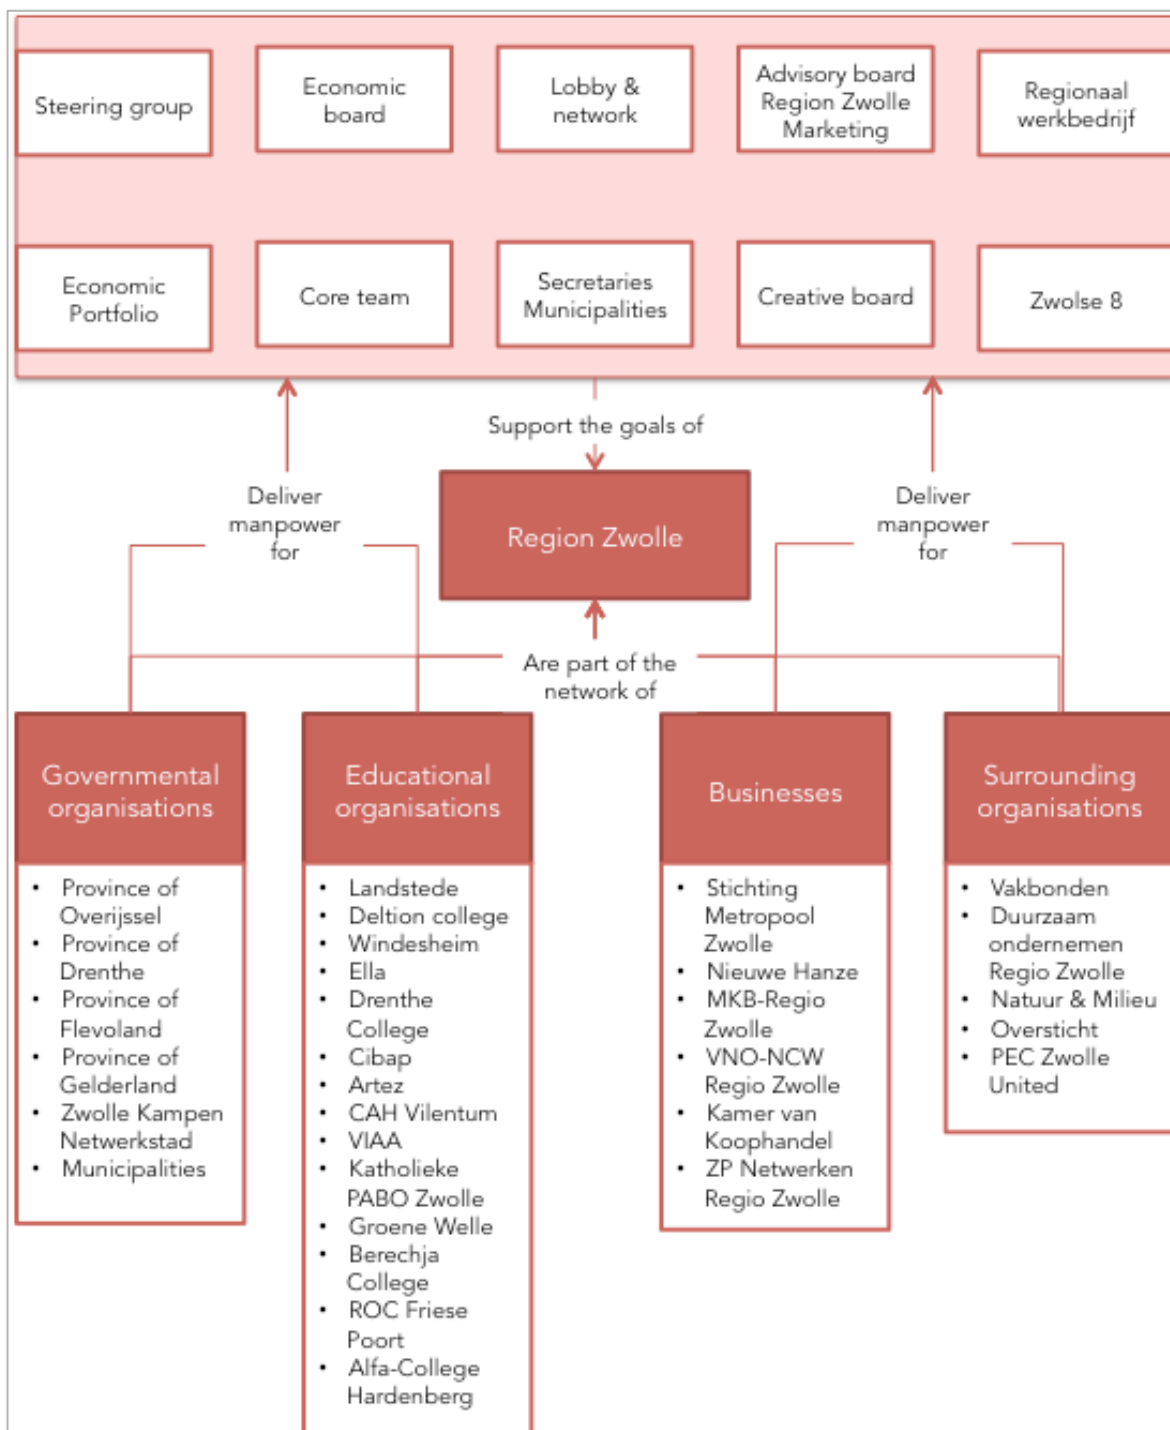 Steering group
Economic
board
Lobby &
network
Advisory board
Region Zwolle
Marketing
Regionaal
werkbedrijf
Economic
Portfolio
Core team
Secretaries
Municipalities
Creative board
Zwolse 8
Support the goals of
Deliver
manpower
for
Region Zwolle
Deliver
manpower
for
Are part of the
network of
Governmental
organisations
• Province of
Overijssel
• Province of
Drenthe
• Province of
Flevoland
• Province of
Gelderland
• Zwolle Kampen
Netwerkstad
• Municipalities
Educational
organisations
• Landstede
• Deltion college
• Windesheim
• Ella
• Drenthe
College
• Cibap
• Artez
• CAH Vilentum
• VIAA
• Katholieke
PABO Zwolle
• Groene Welle
• Berechja
College
• ROC Friese
Poort
• Alfa-College
Hardenberg
Businesses
• Stichting
Metropool
Zwolle
• Nieuwe Hanze
• MKB-Regio
Zwolle
• VNO-NCW
Regio Zwolle
• Kamer van
Koophandel
• ZP Netwerken
Regio Zwolle
Surrounding
organisations
• Vakbonden
• Duurzaam
ondernemen
Regio Zwolle
• Natuur & Milieu
• Oversticht
• PEC Zwolle
United